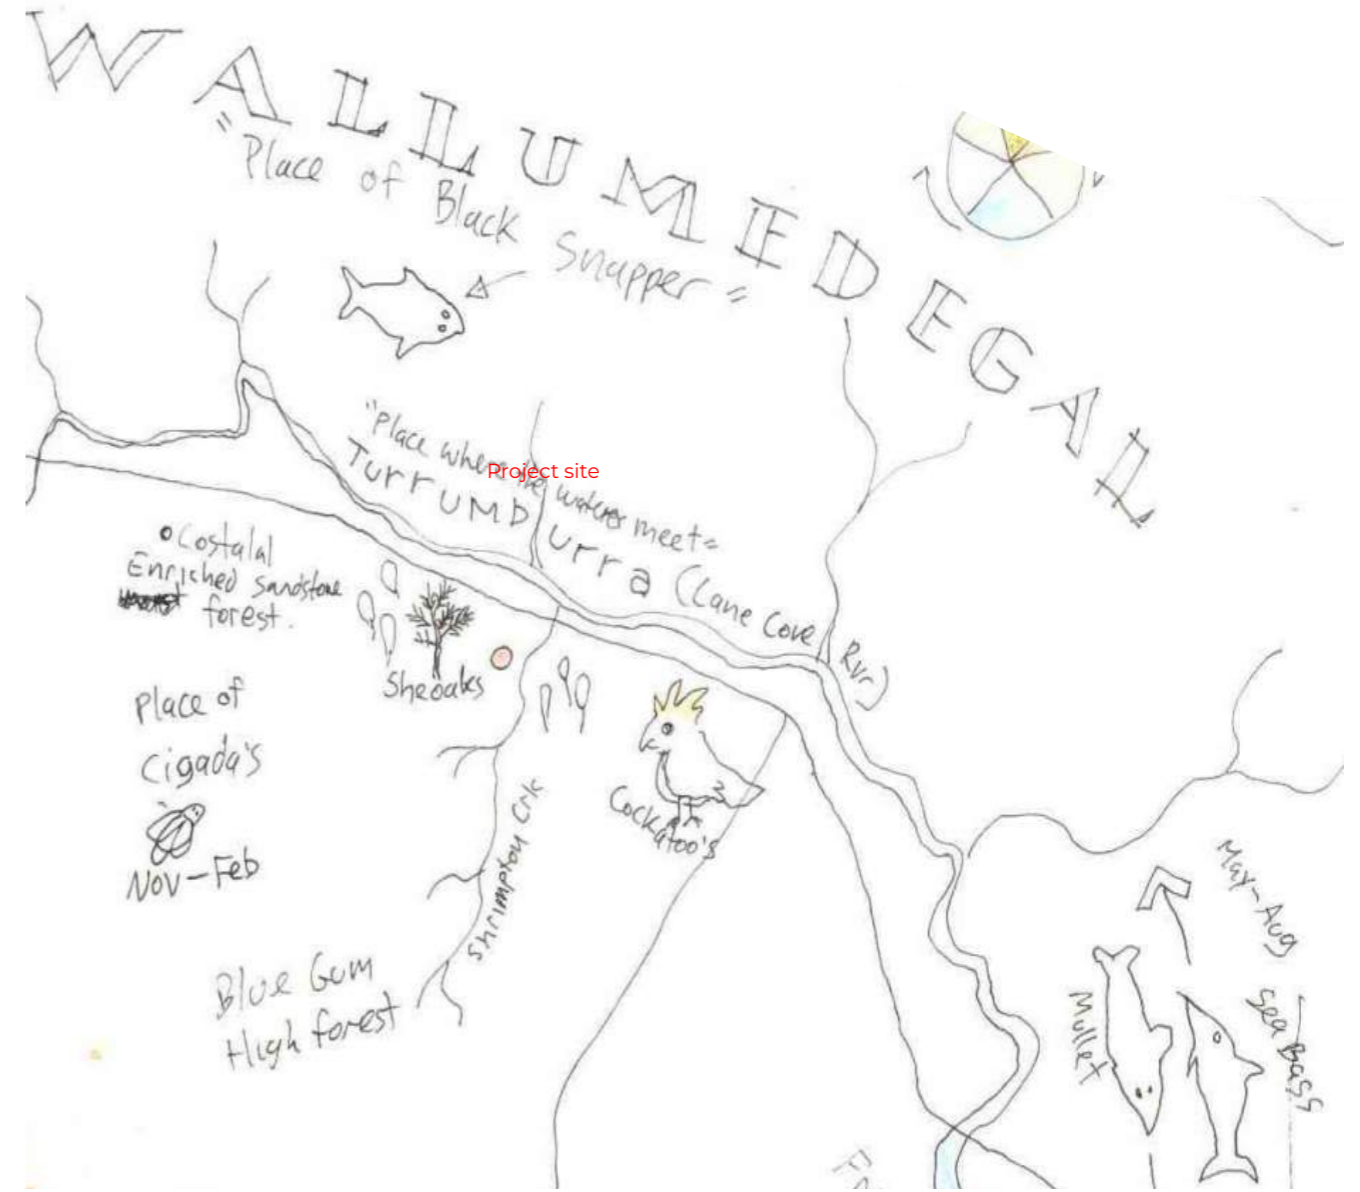 WALLUMEDEGAL
"Place of Black Snapper"
"Place where the waters meet"
Project site
Turrumburra (Lane Cove Rvr)
Costalal
Enriched sandstone
forest.
Sheoaks
Place of
Cigada's
Nov-Feb
Cockatoo's
Shrimpton Crk
Blue Gum
High forest
May-Aug
Mullet
Sea Bass